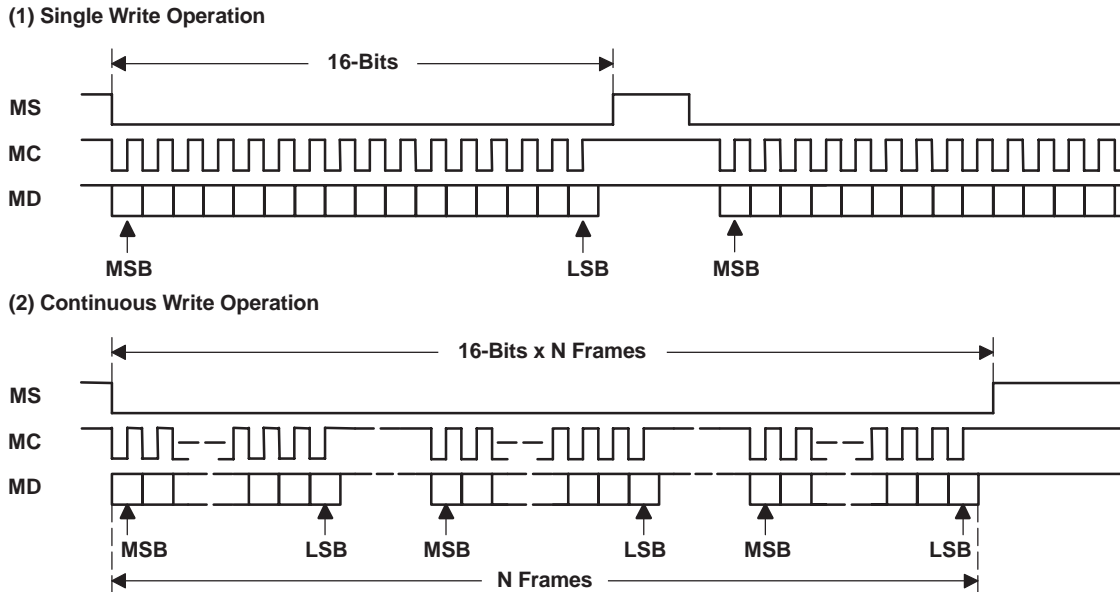 (1) Single Write Operation
16-Bits
MS
MC
MD
MSB LSB MSB
(2) Continuous Write Operation
16-Bits x N Frames
MS
MC
MD
MSB LSB MSB LSB MSB LSB
N Frames